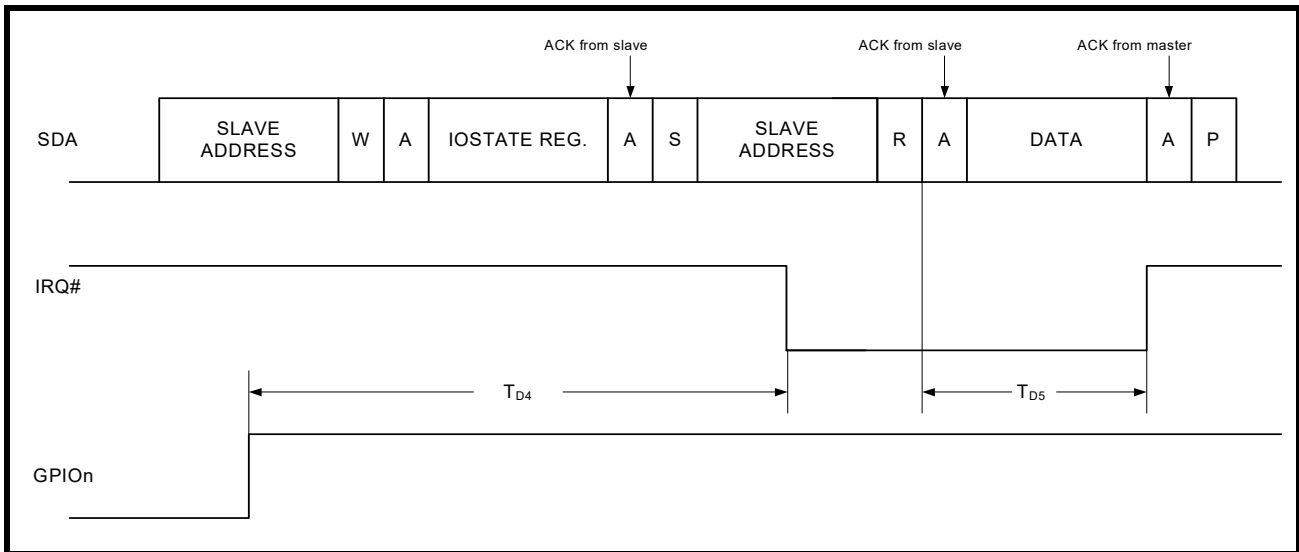 ACK from slave
ACK from slave
ACK from master
SDA
SLAVE
ADDRESS
W
A
IOSTATE REG.
A
S
SLAVE
ADDRESS
R
A
DATA
A
P
IRQ#
TD4
TD5
GPIOn